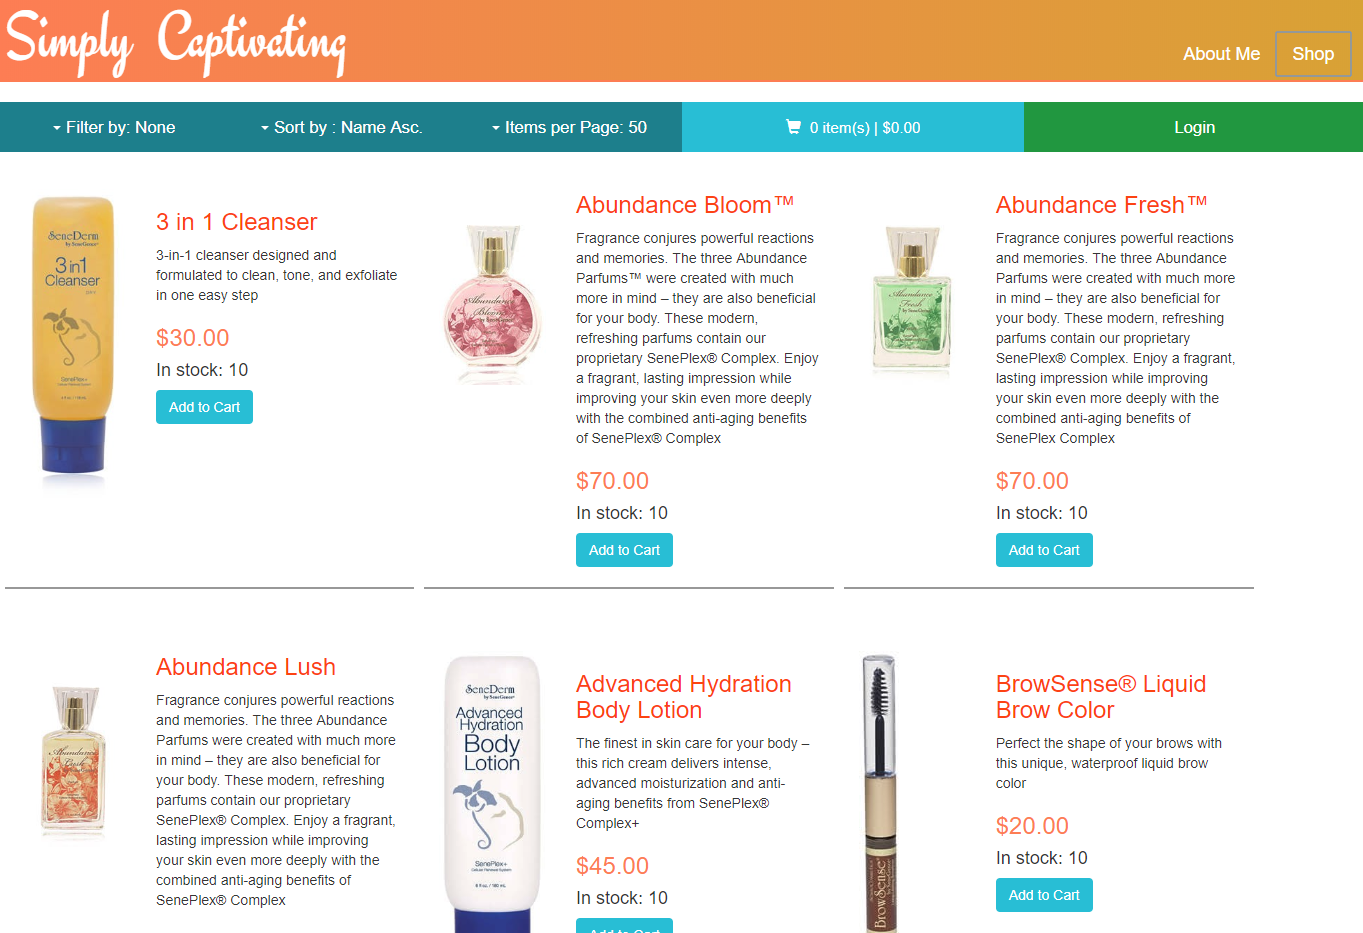 Simply Captivating
About Me
Shop
Filter by: None
Sort by : Name Asc.
Items per Page: 50
0 item(s) | $0.00
Login
SeneDerm
by SeneGence
3 in 1
Cleanser
SenePlex+
3 in 1 Cleanser
3-in-1 cleanser designed and
formulated to clean, tone, and exfoliate
in one easy step
$30.00
In stock: 10
Add to Cart
Abundance
Bloom
by SeneGence
Abundance Bloom™
Fragrance conjures powerful reactions
and memories. The three Abundance
Parfums™ were created with much
more in mind – they are also beneficial
for your body. These modern,
refreshing parfums contain our
proprietary SenePlex® Complex. Enjoy
a fragrant, lasting impression while
improving your skin even more deeply
with the combined anti-aging benefits
of SenePlex® Complex
$70.00
In stock: 10
Add to Cart
Abundance
Fresh
by SeneGence
Abundance Fresh™
Fragrance conjures powerful reactions
and memories. The three Abundance
Parfums were created with much more
in mind – they are also beneficial for
your body. These modern, refreshing
parfums contain our proprietary
SenePlex® Complex. Enjoy a fragrant,
lasting impression while improving
your skin even more deeply with the
combined anti-aging benefits of
SenePlex Complex
$70.00
In stock: 10
Add to Cart
Abundance
Lush
Abundance Lush
Fragrance conjures powerful reactions
and memories. The three Abundance
Parfums were created with much more
in mind – they are also beneficial for
your body. These modern, refreshing
parfums contain our proprietary
SenePlex® Complex. Enjoy a fragrant,
lasting impression while improving
your skin even more deeply with the
combined anti-aging benefits of
SenePlex® Complex
SeneDerm
by SeneGence
Advanced
Hydration
Body
Lotion
SenePlex+
Cellular Renewal System
6 fl oz. / 180 mL
Advanced Hydration
Body Lotion
The finest in skin care for your body –
this rich cream delivers intense,
advanced moisturization and anti-
aging benefits from SenePlex®
Complex+
$45.00
In stock: 10
Add to Cart
BrowSense
BrowSense® Liquid
Brow Color
Perfect the shape of your brows with
this unique, waterproof liquid brow
color
$20.00
In stock: 10
Add to Cart